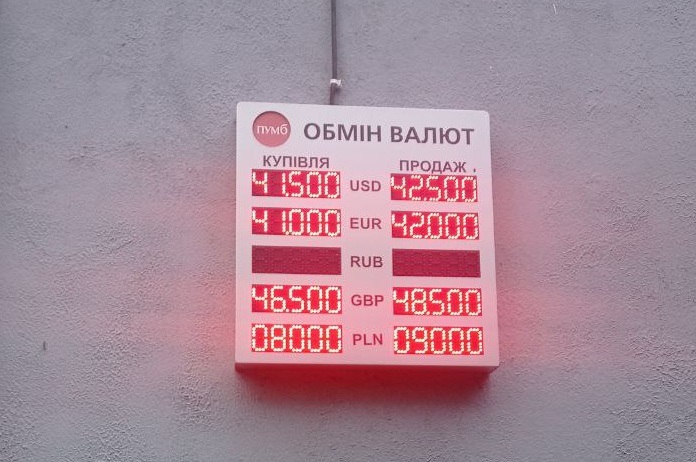 ПУМБ ОБМІН ВАЛЮТ
КУПІВЛЯ ПРОДАЖ
41.500 USD 42.500
41.000 EUR 42.000
RUB
46.500 GBP 48.500
08.000 PLN 09.000